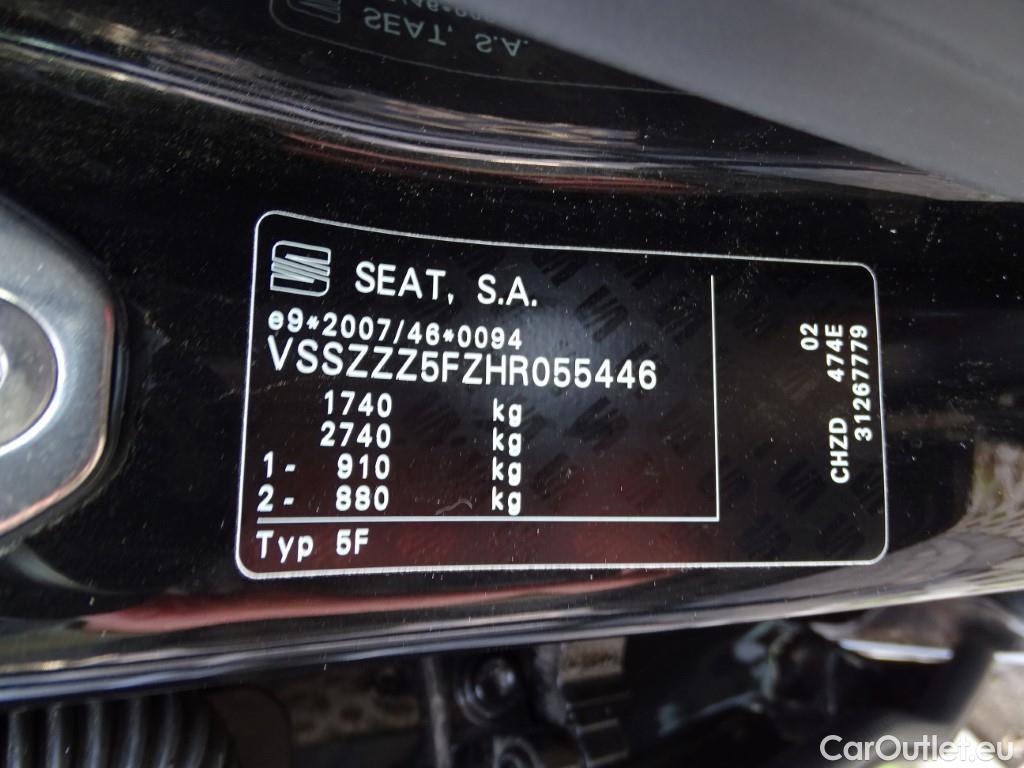 SEAT, S.A.
SEAT, S.A.
e9*2007/46*0094
VSSZZZ5FZHR055446
1740 kg
2740 kg
1- 910 kg
2- 880 kg
Typ 5F
02
CHZD 474E
31267779
CarOutlet.eu